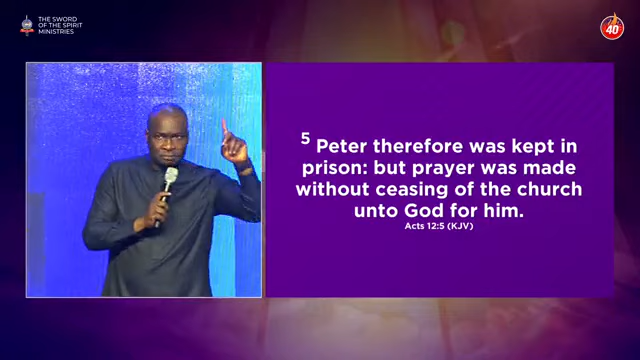 THE SWORD
OF THE SPIRIT
MINISTRIES
40
5 Peter therefore was kept in
prison: but prayer was made
without ceasing of the church
unto God for him.
Acts 12:5 (KJV)